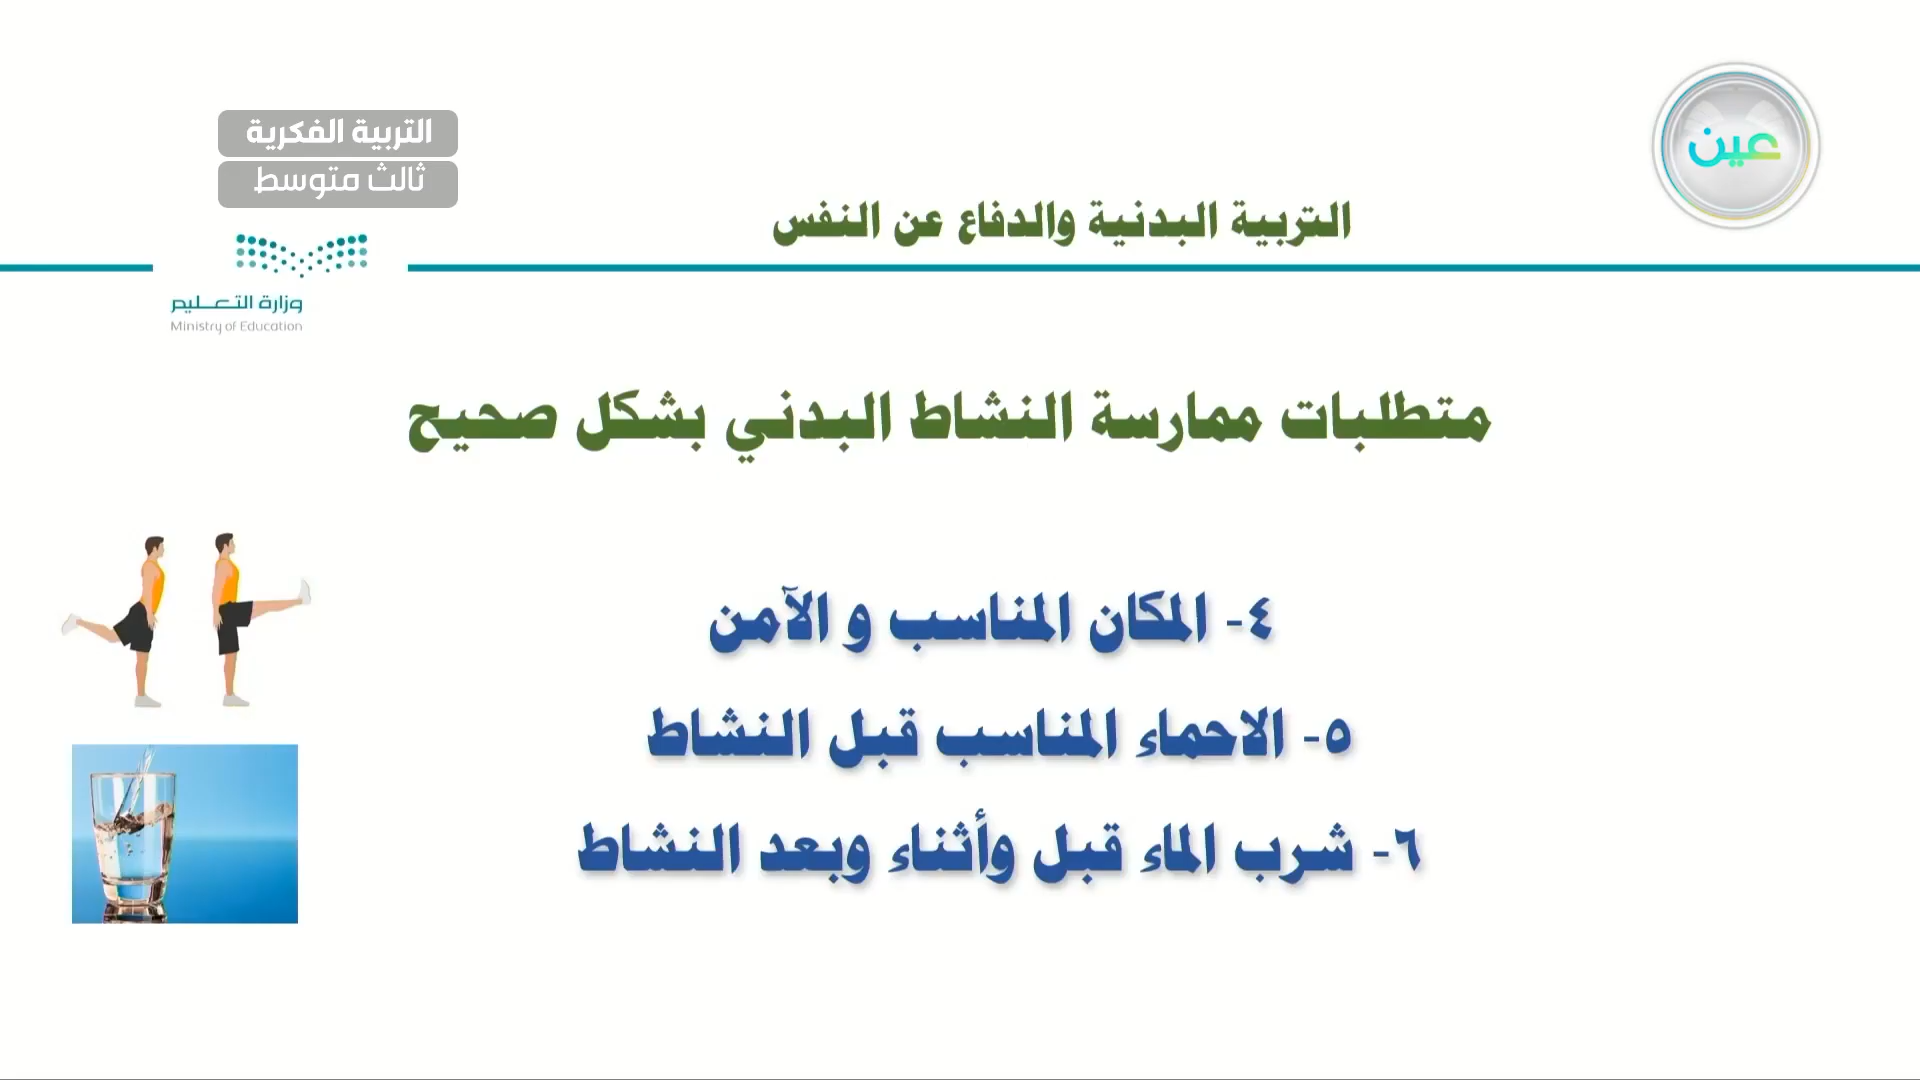 عين
التربية الفكرية
ثالث متوسط
التربية البدنية والدفاع عن النفس
وزارة التعليم
Ministry of Education
متطلبات ممارسة النشاط البدني بشكل صحيح
٤- المكان المناسب و الآمن
٥- الاحماء المناسب قبل النشاط
٦- شرب الماء قبل وأثناء وبعد النشاط